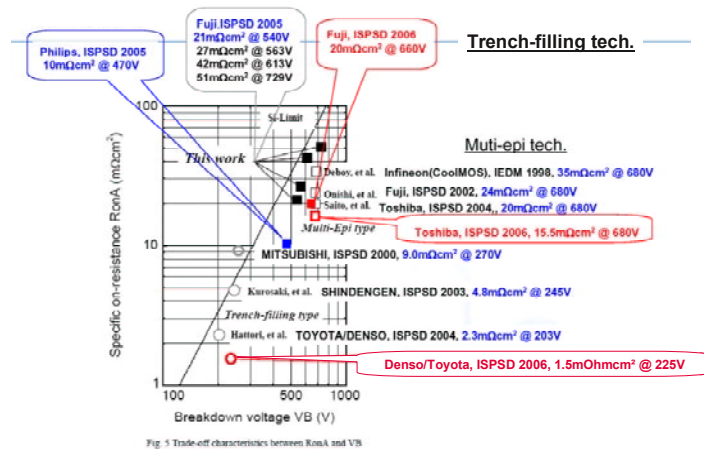 Trench-filling tech.
Fuji.ISPSD 2005
21mΩcm² @ 540V
27mΩcm² @ 563V
42mΩcm² @ 613V
51mΩcm² @ 729V
Fuji, ISPSD 2006
20mΩcm² @ 660V
Philips, ISPSD 2005
10mΩcm² @ 470V
100
Si-Limit
This work
Muti-epi tech.
Deboy, et al. Infineon(CoolMOS), IEDM 1998, 35mΩcm² @ 680V
Onishi, et al. Fuji, ISPSD 2002, 24mΩcm² @ 680V
Saito, et al. Toshiba, ISPSD 2004,, 20mΩcm² @ 680V
Multi-Epi type
Toshiba, ISPSD 2006, 15.5mΩcm² @ 680V
10
MITSUBISHI, ISPSD 2000, 9.0mΩcm² @ 270V
Kurosaki, et al. SHINDENGEN, ISPSD 2003, 4.8mΩcm² @ 245V
Trench-filling type
Hattori, et al. TOYOTA/DENSO, ISPSD 2004, 2.3mΩcm² @ 203V
Denso/Toyota, ISPSD 2006, 1.5mOhmcm² @ 225V
1
100 500 1000
Specific on-resistance RonA (mΩcm²)
Breakdown voltage VB (V)
Fig. 5 Trade-off characteristics between RonA and VB